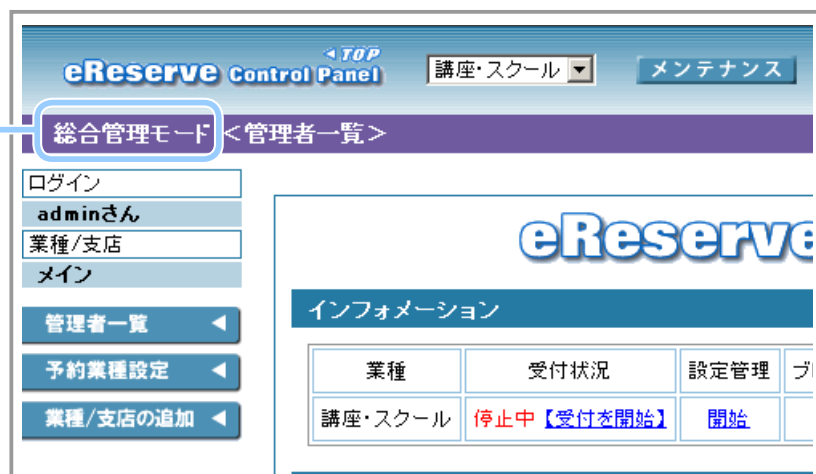 ◁TOP
eReserve Control Panel
講座・スクール
メンテナンス
総合管理モード <管理者一覧>
ログイン
adminさん
業種/支店
メイン
管理者一覧
予約業種設定
業種/支店の追加
eReserve
インフォメーション
業種 受付状況 設定管理
講座・スクール 停止中【受付を開始】 開始